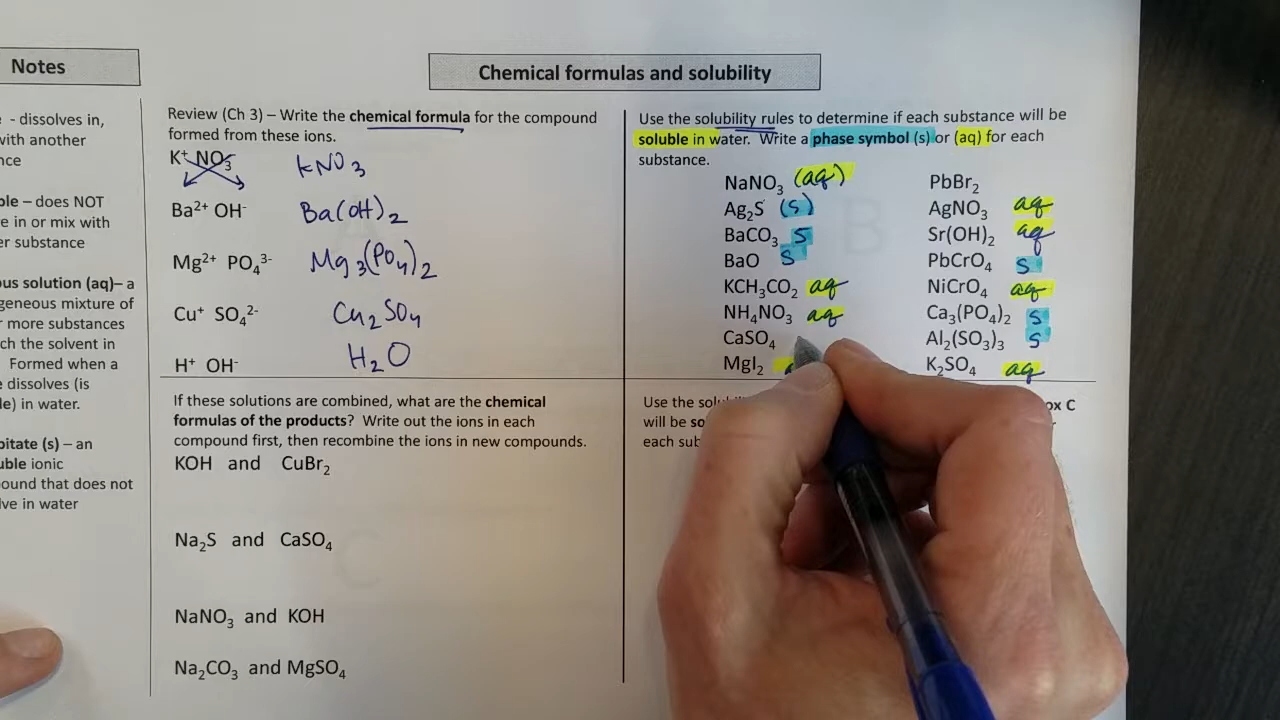 Notes
- dissolves in,
with another
nce
ble – does NOT
e in or mix with
er substance
ous solution (aq)– a
geneous mixture of
r more substances
ch the solvent in
Formed when a
e dissolves (is
le) in water.
pitate (s) – an
uble ionic
ound that does not
lve in water
Chemical formulas and solubility
Review (Ch 3) – Write the chemical formula for the compound
formed from these ions.
K⁺ NO₃⁻ KNO₃
Ba²⁺ OH⁻ Ba(OH)₂
Mg²⁺ PO₄³⁻ Mg₃(PO₄)₂
Cu⁺ SO₄²⁻ Cu₂SO₄
H⁺ OH⁻ H₂O
Use the solubility rules to determine if each substance will be
soluble in water. Write a phase symbol (s) or (aq) for each
substance.
NaNO₃ (aq)
Ag₂S (s)
BaCO₃ s
BaO s
KCH₃CO₂ aq
NH₄NO₃ aq
CaSO₄
MgI₂
PbBr₂
AgNO₃ aq
Sr(OH)₂ aq
PbCrO₄ s
NiCrO₄ aq
Ca₃(PO₄)₂ s
Al₂(SO₃)₃ s
K₂SO₄ aq
If these solutions are combined, what are the chemical
formulas of the products? Write out the ions in each
compound first, then recombine the ions in new compounds.
KOH and CuBr₂
Na₂S and CaSO₄
NaNO₃ and KOH
Na₂CO₃ and MgSO₄
Use the solu ox C
will be so
each sub